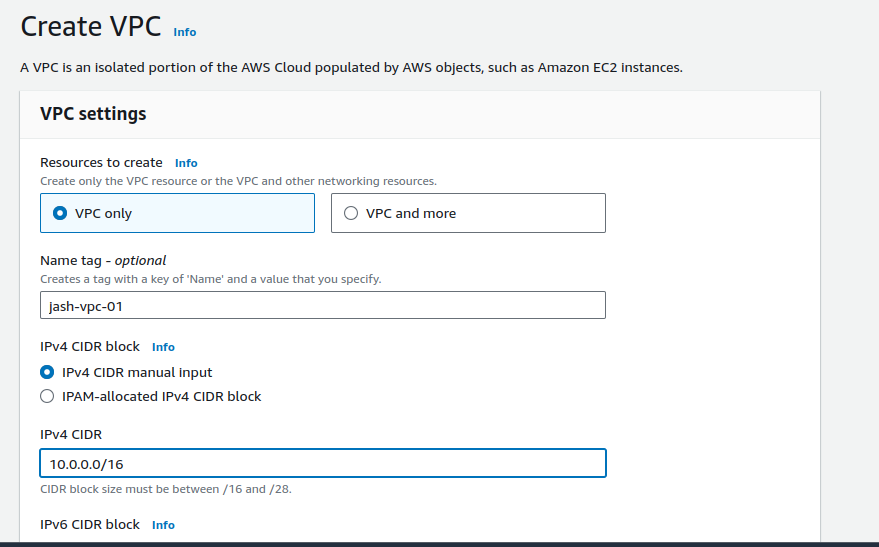 Create VPC Info
A VPC is an isolated portion of the AWS Cloud populated by AWS objects, such as Amazon EC2 instances.
VPC settings
Resources to create Info
Create only the VPC resource or the VPC and other networking resources.
VPC only
VPC and more
Name tag - optional
Creates a tag with a key of 'Name' and a value that you specify.
jash-vpc-01
IPv4 CIDR block Info
IPv4 CIDR manual input
IPAM-allocated IPv4 CIDR block
IPv4 CIDR
10.0.0.0/16
CIDR block size must be between /16 and /28.
IPv6 CIDR block Info